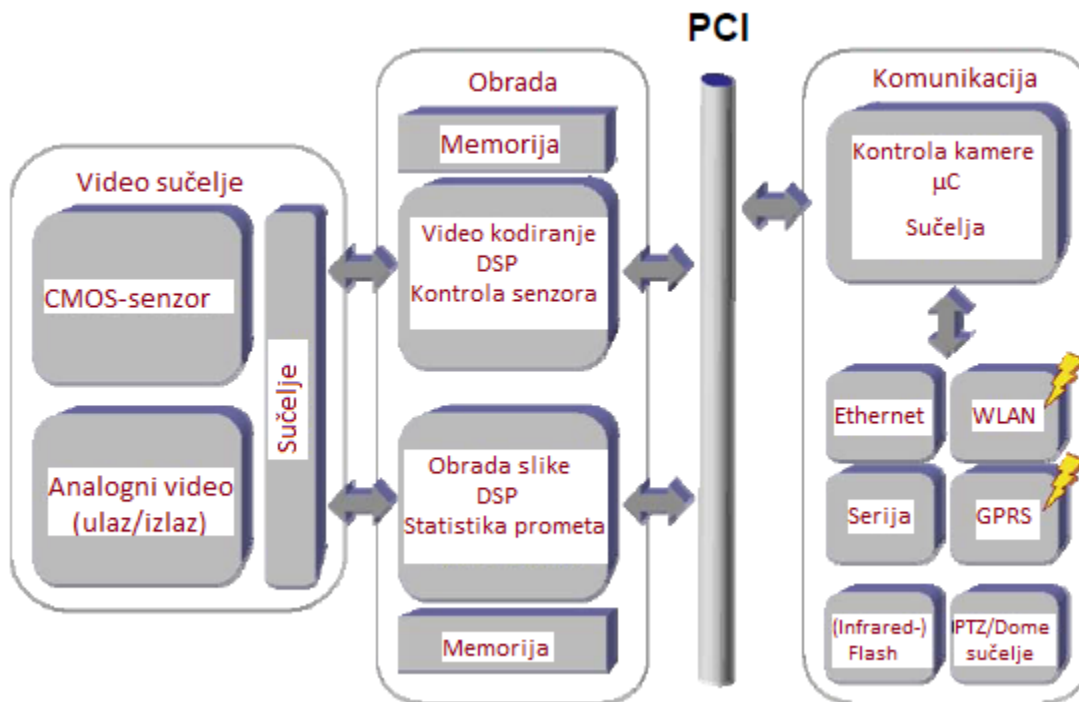 PCI
Video sučelje
CMOS-senzor
Analogni video
(ulaz/izlaz)
Sučelje
Obrada
Memorija
Video kodiranje
DSP
Kontrola senzora
Obrada slike
DSP
Statistika prometa
Memorija
Komunikacija
Kontrola kamere
µC
Sučelja
Ethernet
WLAN
Serija
GPRS
(Infrared-)
Flash
PTZ/Dome
sučelje